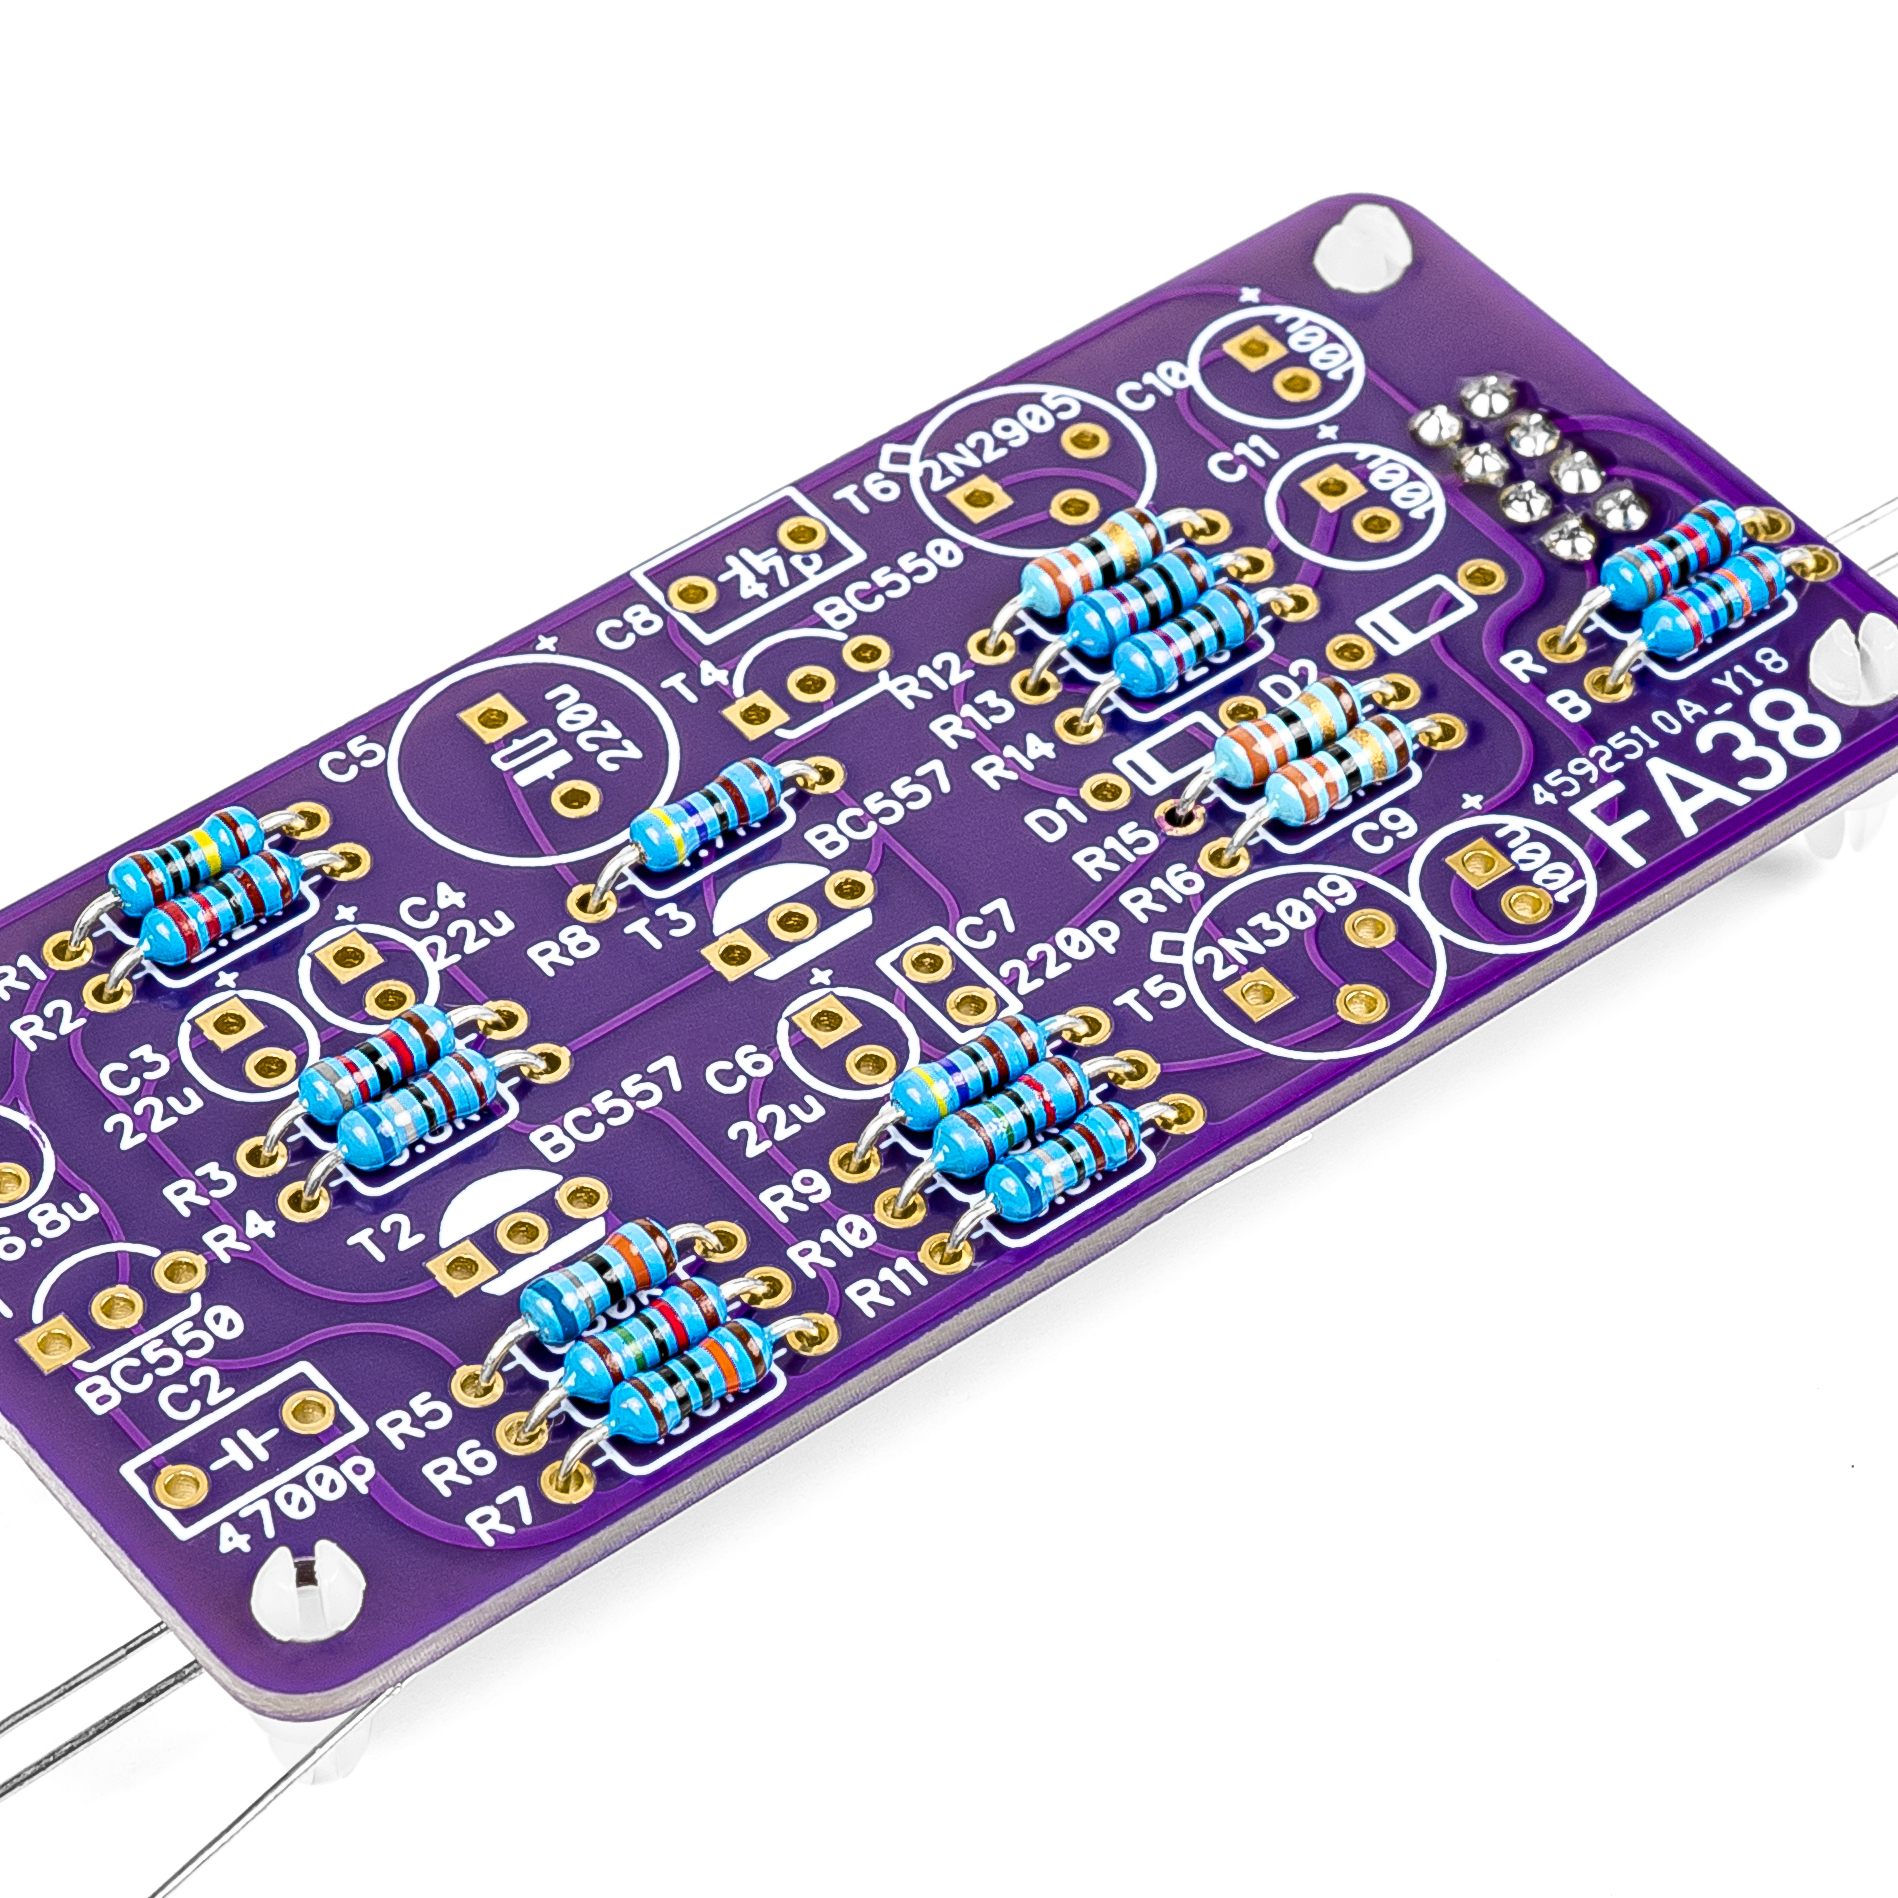 100u
C10
2N2905
T6
C11
100u
47p
C8
BC550
T4
R12
R13
R14
D2
R
B
4592510A_Y18
FA38
C5
220u
BC557
D1
R15
R16
C9
100u
R8
T3
C4
22u
C7
220p
2N3019
T5
R1
R2
C3
22u
C6
22u
BC557
R3
R4
T2
R9
R10
R11
6.8u
BC550
C2
4700p
R5
R6
R7